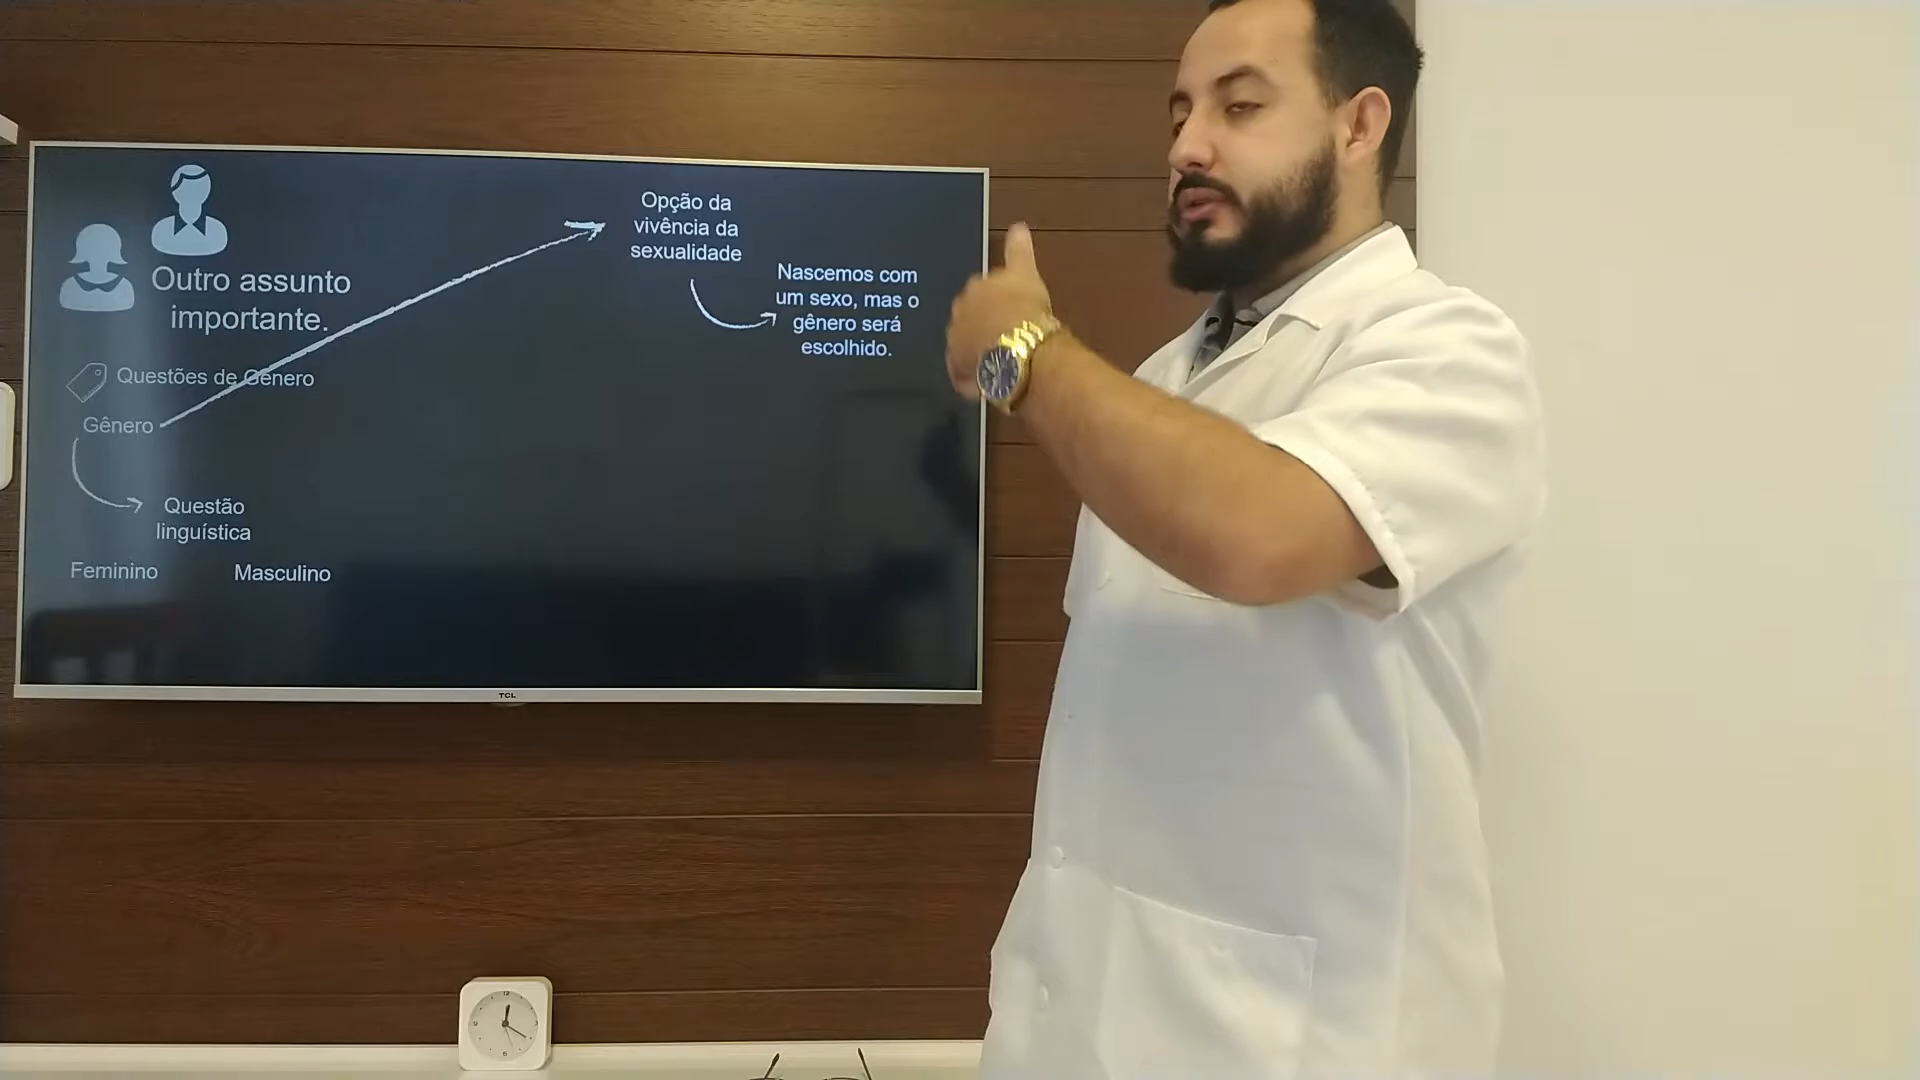 Outro assunto
importante.
Questões de Gênero
Gênero
Questão
linguística
Feminino
Masculino
Opção da
vivência da
sexualidade
Nascemos com
um sexo, mas o
gênero será
escolhido.
TCL